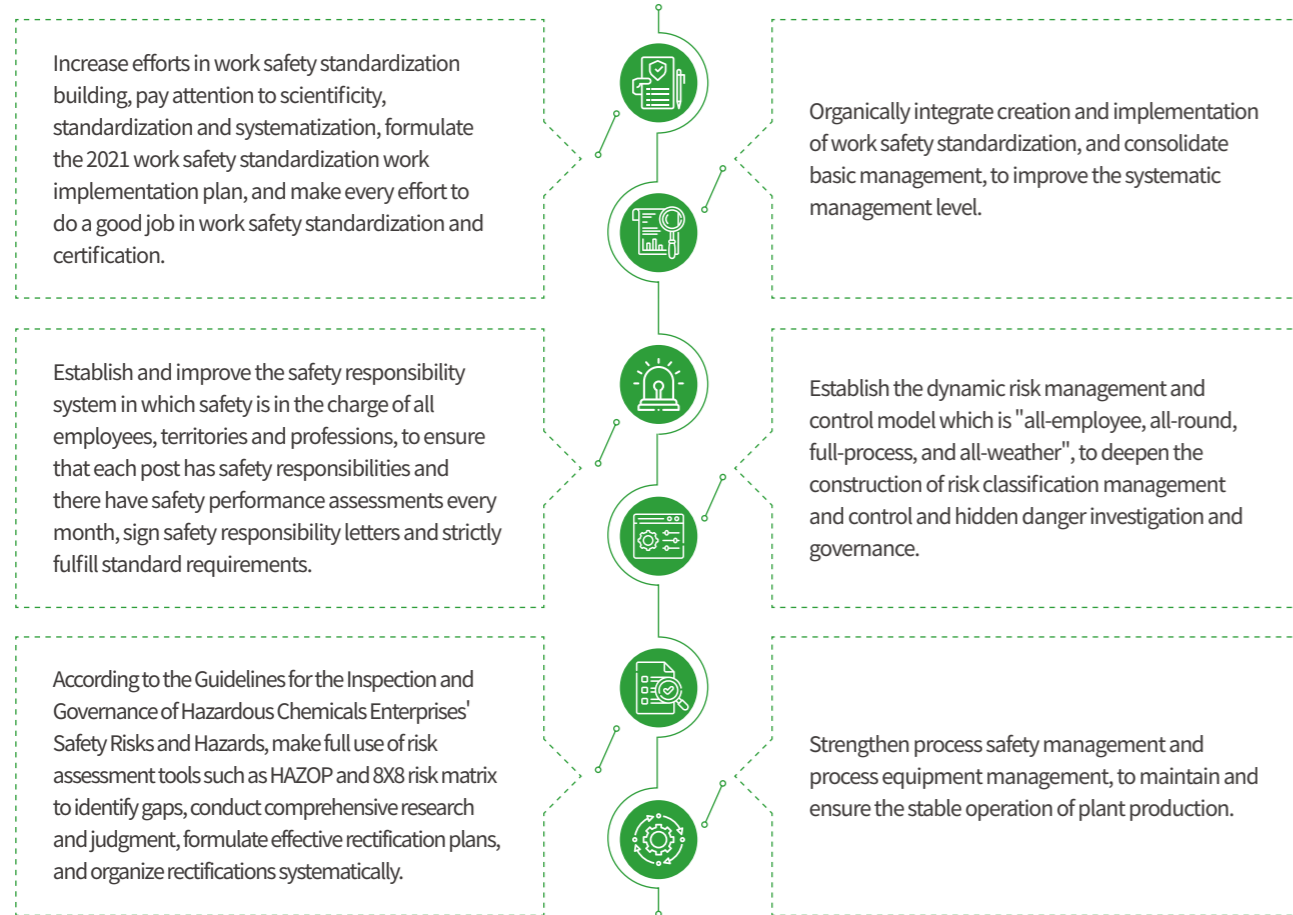 Increase efforts in work safety standardization
building, pay attention to scientificity,
standardization and systematization, formulate
the 2021 work safety standardization work
implementation plan, and make every effort to
do a good job in work safety standardization and
certification.
Organically integrate creation and implementation
of work safety standardization, and consolidate
basic management, to improve the systematic
management level.
Establish and improve the safety responsibility
system in which safety is in the charge of all
employees, territories and professions, to ensure
that each post has safety responsibilities and
there have safety performance assessments every
month, sign safety responsibility letters and strictly
fulfill standard requirements.
Establish the dynamic risk management and
control model which is "all-employee, all-round,
full-process, and all-weather", to deepen the
construction of risk classification management
and control and hidden danger investigation and
governance.
According to the Guidelines for the Inspection and
Governance of Hazardous Chemicals Enterprises'
Safety Risks and Hazards, make full use of risk
assessment tools such as HAZOP and 8X8 risk matrix
to identify gaps, conduct comprehensive research
and judgment, formulate effective rectification plans,
and organize rectifications systematically.
Strengthen process safety management and
process equipment management, to maintain and
ensure the stable operation of plant production.